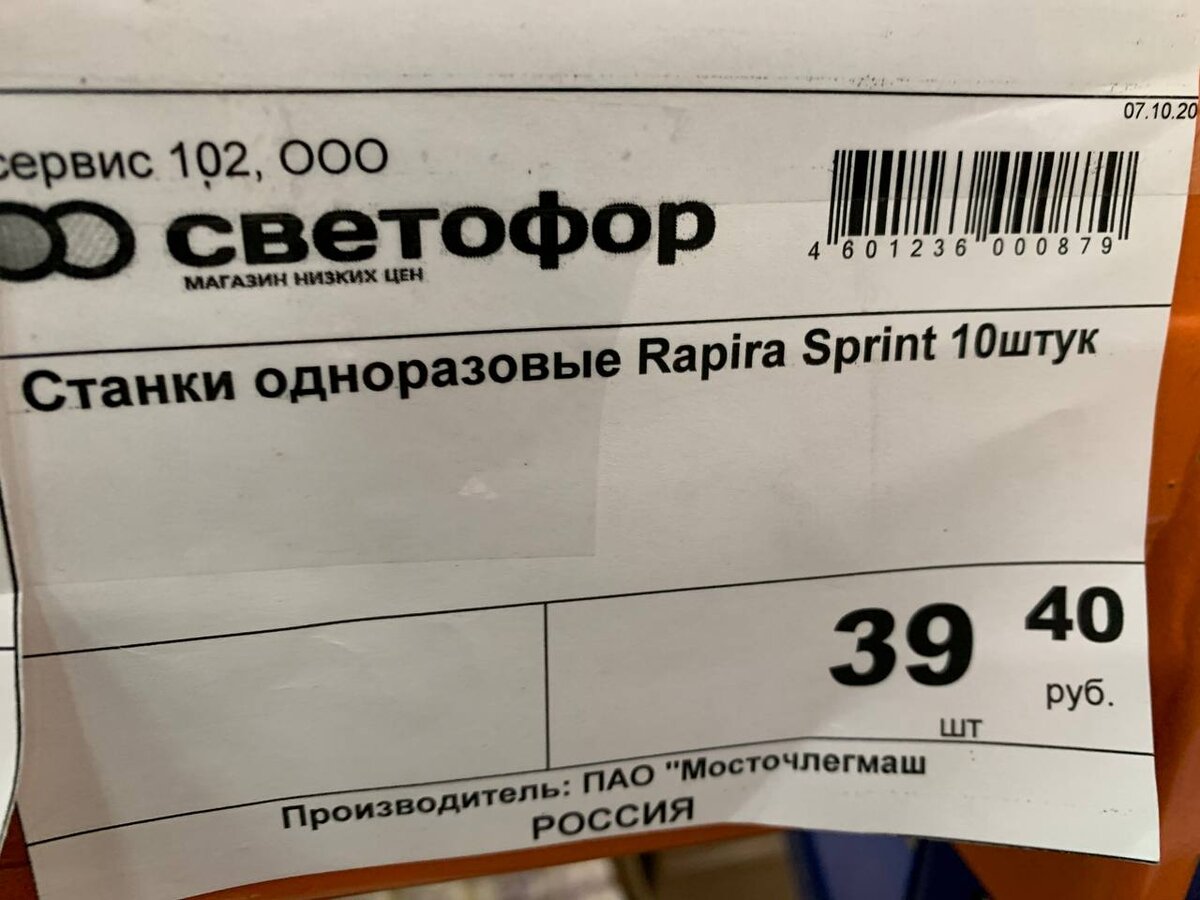 07.10.20
сервис 102, ООО
светофор
МАГАЗИН НИЗКИХ ЦЕН
4 601236 000879
Станки одноразовые Rapira Sprint 10штук
39 40
руб.
шт
Производитель: ПАО "Мосточлегмаш
РОССИЯ